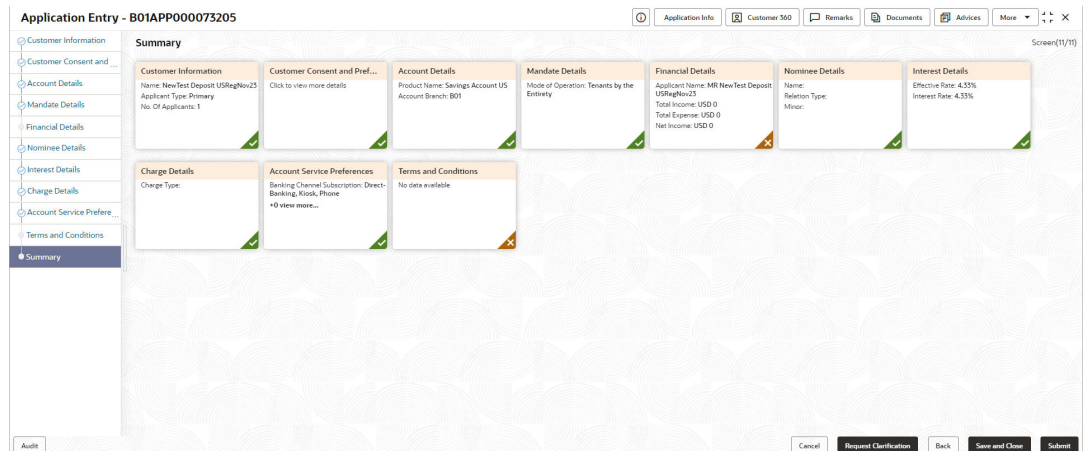 Application Entry - B01APP000073205
Application Info
Customer 360
Remarks
Documents
Advices
More
Customer Information
Customer Consent and ...
Account Details
Mandate Details
Financial Details
Nominee Details
Interest Details
Charge Details
Account Service Prefere...
Terms and Conditions
Summary
Summary
Screen(11/11)
Customer Information
Name: NewTest Deposit USRegNov23
Applicant Type: Primary
No. Of Applicants: 1
Customer Consent and Pref...
Click to view more details
Account Details
Product Name: Savings Account US
Account Branch: B01
Mandate Details
Mode of Operation: Tenants by the
Entirety
Financial Details
Applicant Name: MR NewTest Deposit
USRegNov23
Total Income: USD 0
Total Expense: USD 0
Net Income: USD 0
Nominee Details
Name:
Relation Type:
Minor:
Interest Details
Effective Rate: 4.33%
Interest Rate: 4.33%
Charge Details
Charge Type:
Account Service Preferences
Banking Channel Subscription: Direct-
Banking, Kiosk, Phone
+0 view more...
Terms and Conditions
No data available
Audit
Cancel
Request Clarification
Back
Save and Close
Submit